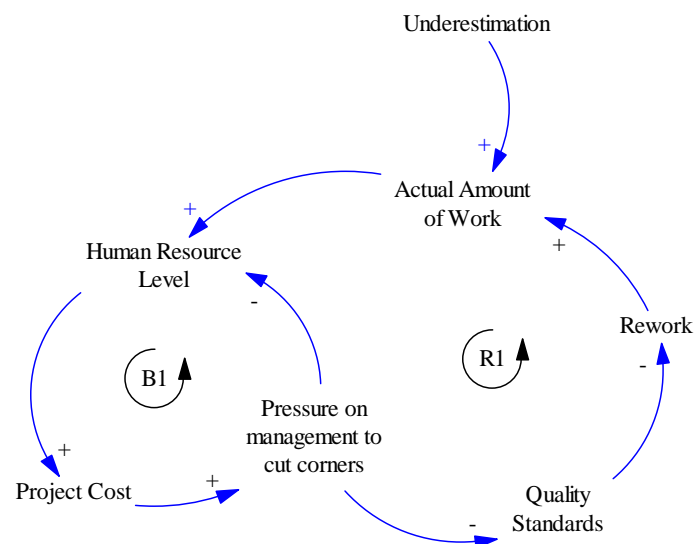 Underestimation
+
Actual Amount
of Work
+
+
Human Resource
Level
-
Rework
-
B1
R1
Pressure on
management to
cut corners
+
+
Project Cost
-
Quality
Standards